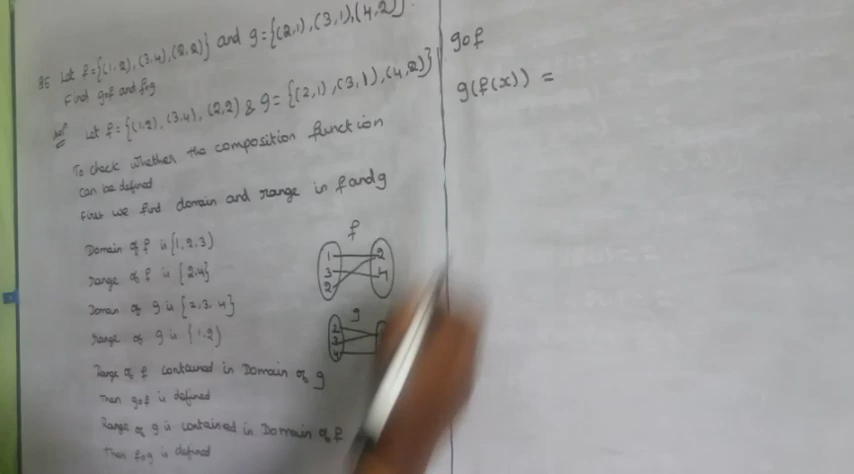 95 Let f={(1,2),(3,4),(2,2)} and g={(2,1),(3,1),(4,2)}.
Find gof and fog
Sol Let f={(1,2),(3,4),(2,2) & g={(2,1),(3,1),(4,2)}
To check whether the composition function
can be defined
First we find domain and range in f and g
Domain of f is {1,2,3)
Range of f is {2,4}
Domain of g is {2,3,4}
Range of g is {1,2)
Range of f contained in Domain of g
Then gof is defined
Range of g is contained in Domain of f
Then fog is defined
f
1 2
3 4
2
g
2
3
4
gof
g(f(x)) =